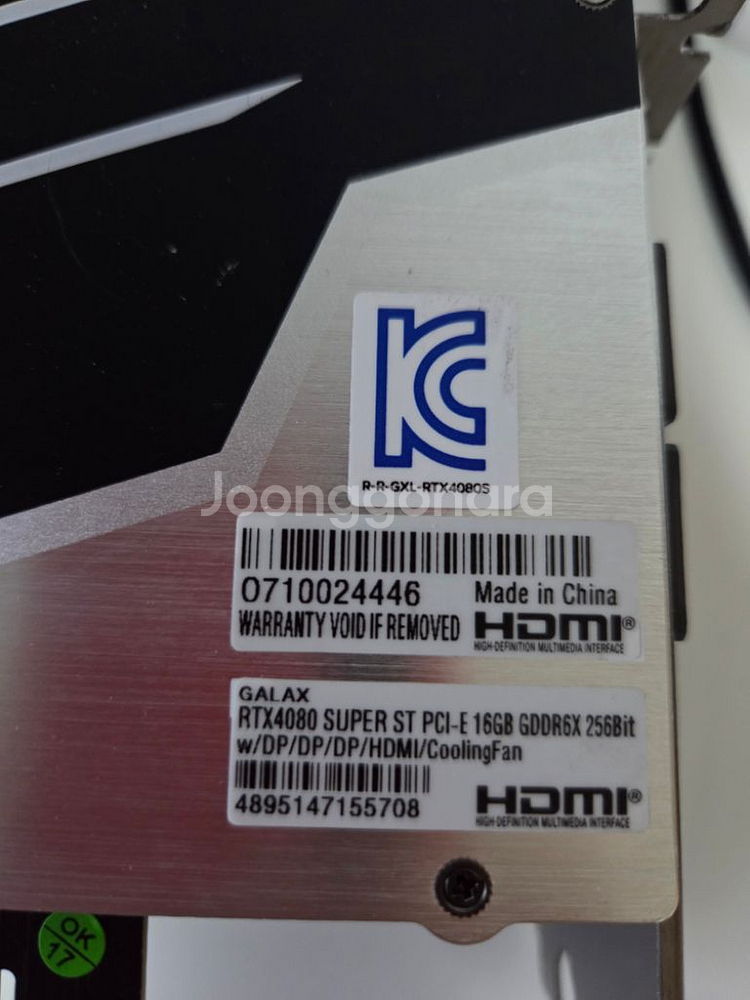 KC
R-R-GXL-RTX4080S
Joonggonara
0710024446
Made in China
WARRANTY VOID IF REMOVED
HDMI®
HIGH-DEFINITION MULTIMEDIA INTERFACE
GALAX
RTX4080 SUPER ST PCI-E 16GB GDDR6X 256Bit
w/DP/DP/DP/HDMI/CoolingFan
4895147155708
HDMI®
HIGH-DEFINITION MULTIMEDIA INTERFACE
OK
17